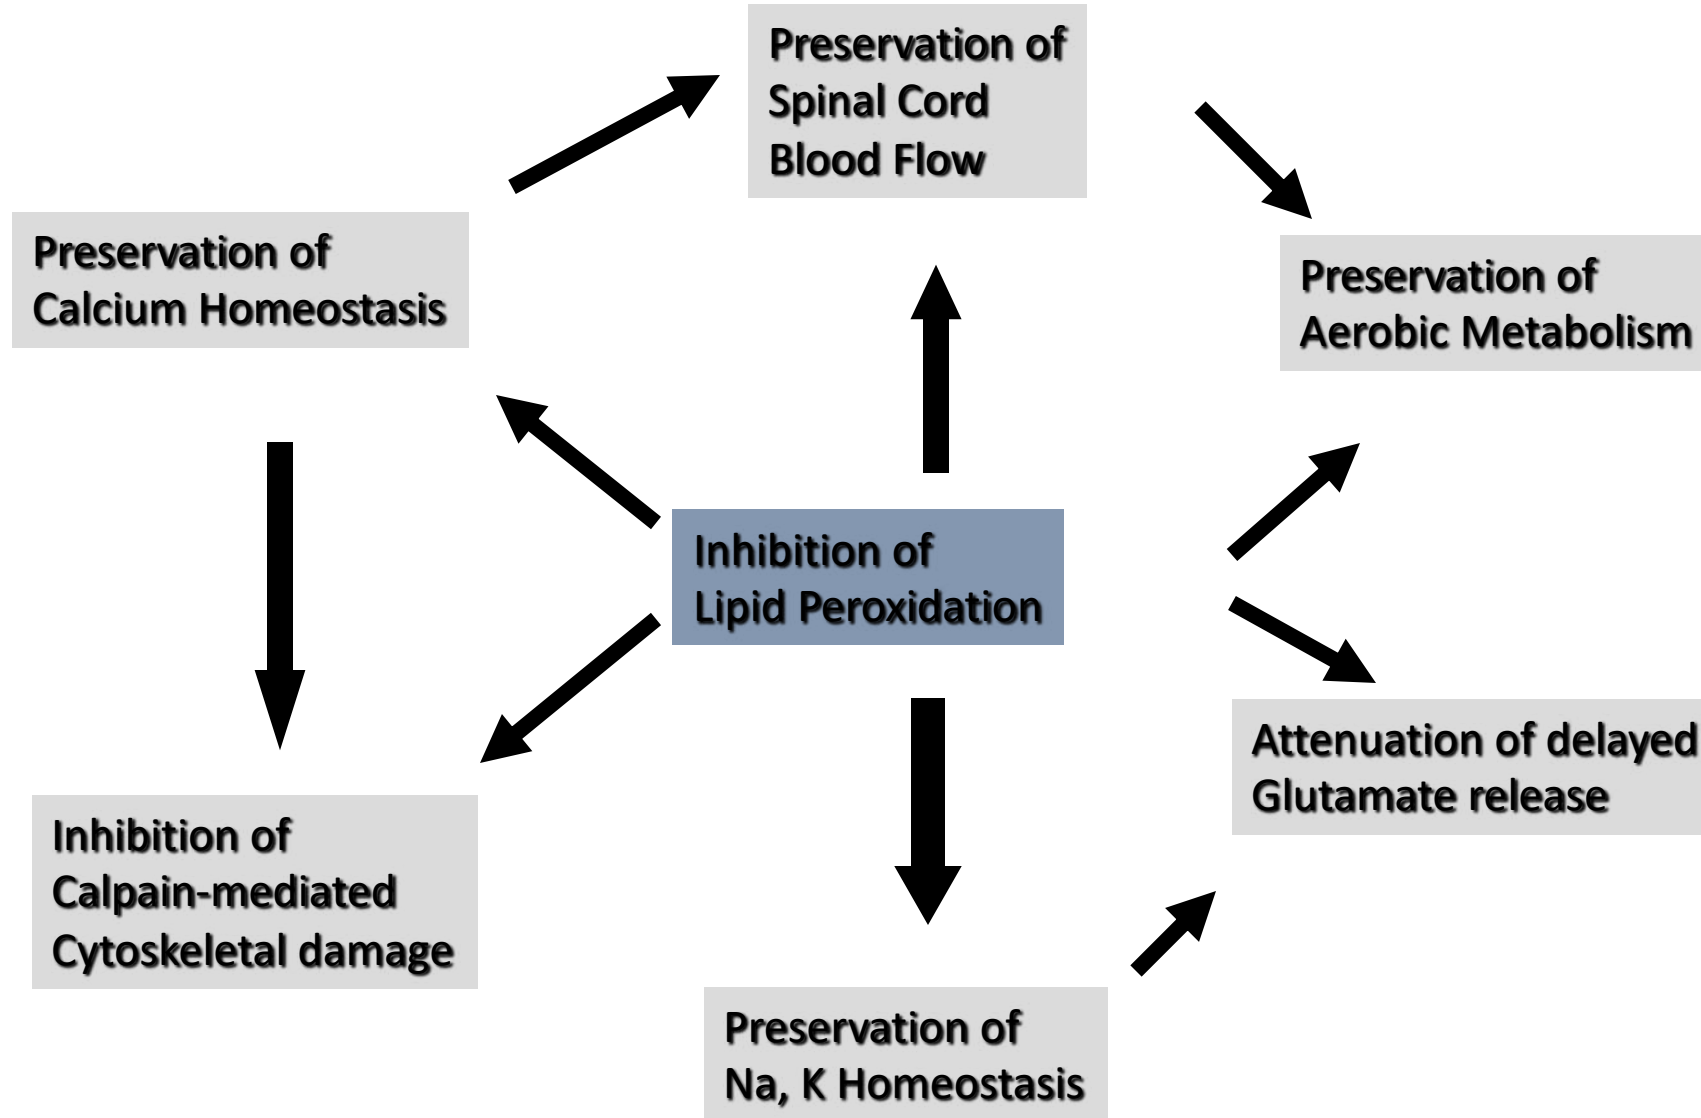 Preservation of
Spinal Cord
Blood Flow
Preservation of
Calcium Homeostasis
Preservation of
Aerobic Metabolism
Inhibition of
Lipid Peroxidation
Attenuation of delayed
Glutamate release
Inhibition of
Calpain-mediated
Cytoskeletal damage
Preservation of
Na, K Homeostasis